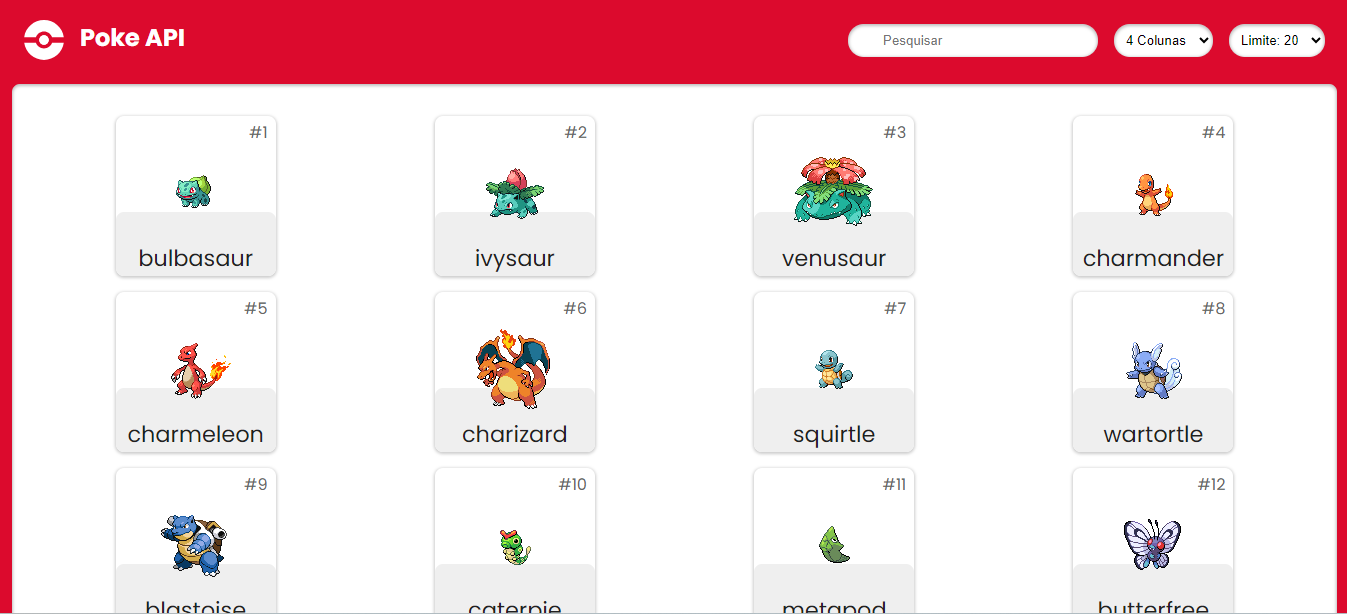 Poke API
Pesquisar
4 Colunas
Limite: 20
#1
#2
#3
#4
bulbasaur
ivysaur
venusaur
charmander
#5
#6
#7
#8
charmeleon
charizard
squirtle
wartortle
#9
#10
#11
#12
blastoise
caterpie
metapod
butterfree